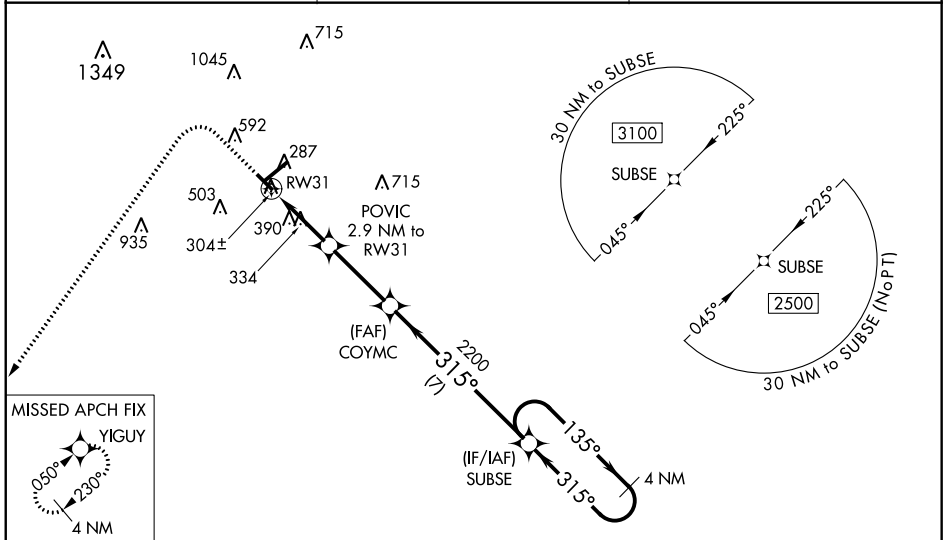 715
1349
1045
592
287
RW31
715
503
POVIC
2.9 NM to
RW31
935
304±
390
334
(FAF)
COYMC
2200
315°
(7)
30 NM to SUBSE
3100
225°
SUBSE
045°
225°
SUBSE
045°
2500
30 NM to SUBSE (NoPT)
MISSED APCH FIX
YIGUY
050°
230°
4 NM
(IF/IAF)
SUBSE
135°
315°
4 NM